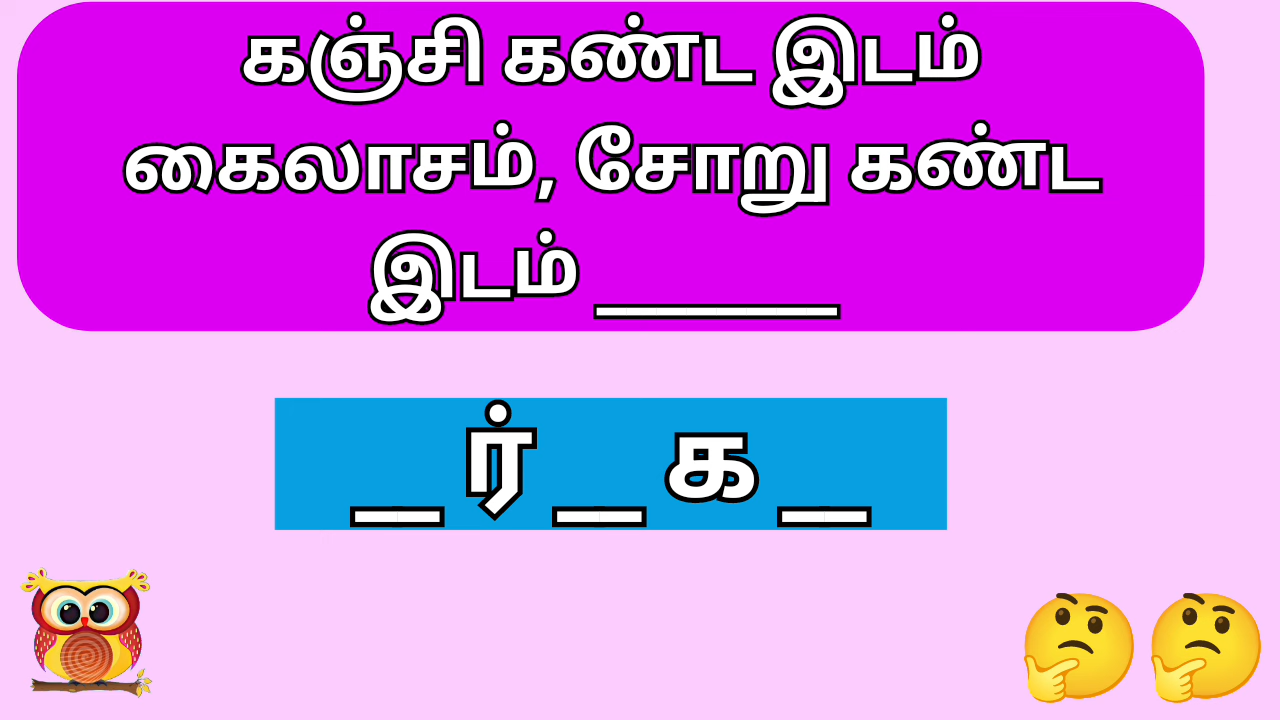 கஞ்சி கண்ட இடம்
கைலாசம், சோறு கண்ட
இடம் ______
_ ர் _ க _